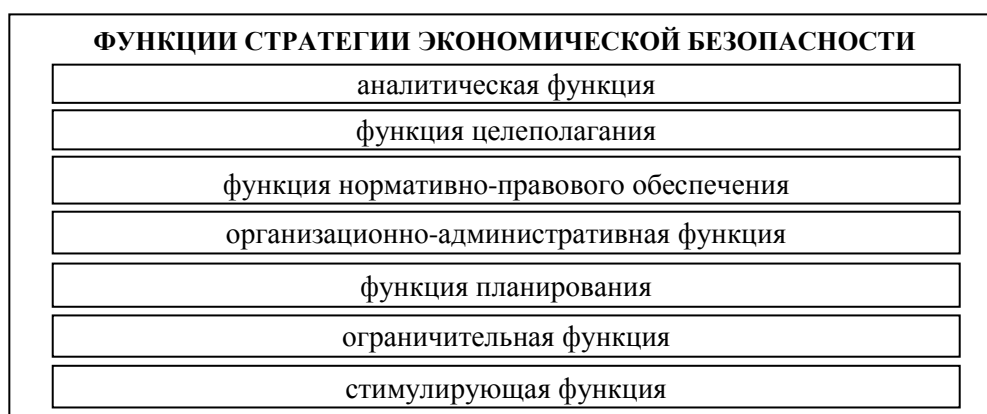 ФУНКЦИИ СТРАТЕГИИ ЭКОНОМИЧЕСКОЙ БЕЗОПАСНОСТИ
аналитическая функция
функция целеполагания
функция нормативно-правового обеспечения
организационно-административная функция
функция планирования
ограничительная функция
стимулирующая функция